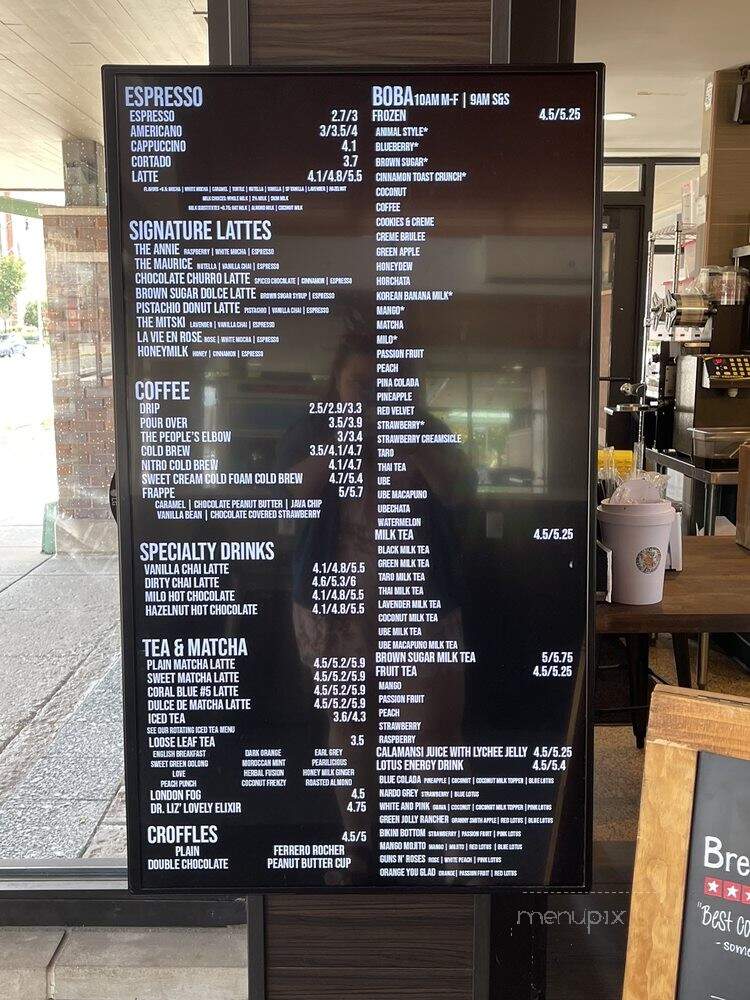 ESPRESSO
ESPRESSO 2.7/3
AMERICANO 3/3.5/4
CAPPUCCINO 4.1
CORTADO 3.7
LATTE 4.1/4.8/5.5
MILK CHOICES: WHOLE MILK | 2% MILK | SKIM MILK
SIGNATURE LATTES
THE ANNIE RASPBERRY | WHITE MOCHA | ESPRESSO
THE MAURICE NUTELLA | VANILLA CHAI | ESPRESSO
CHOCOLATE CHURRO LATTE SPICED CHOCOLATE | CINNAMON | ESPRESSO
BROWN SUGAR DOLCE LATTE BROWN SUGAR SYRUP | ESPRESSO
PISTACHIO DONUT LATTE PISTACHIO | VANILLA CHAI | ESPRESSO
THE MITSKI LAVENDER | VANILLA CHAI | ESPRESSO
LA VIE EN ROSE ROSE | WHITE MOCHA | ESPRESSO
HONEYMILK HONEY | CINNAMON | ESPRESSO
COFFEE
DRIP 2.5/2.9/3.3
POUR OVER 3.5/3.9
THE PEOPLE'S ELBOW 3/3.4
COLD BREW 3.5/4.1/4.7
NITRO COLD BREW 4.1/4.7
SWEET CREAM COLD FOAM COLD BREW 4.7/5.4
FRAPPE 5/5.7
CARAMEL | CHOCOLATE PEANUT BUTTER | JAVA CHIP
VANILLA BEAN | CHOCOLATE COVERED STRAWBERRY
SPECIALTY DRINKS
VANILLA CHAI LATTE 4.1/4.8/5.5
DIRTY CHAI LATTE 4.6/5.3/6
MILO HOT CHOCOLATE 4.1/4.8/5.5
HAZELNUT HOT CHOCOLATE 4.1/4.8/5.5
TEA & MATCHA
PLAIN MATCHA LATTE 4.5/5.2/5.9
SWEET MATCHA LATTE 4.5/5.2/5.9
CORAL BLUE #5 LATTE 4.5/5.2/5.9
DULCE DE MATCHA LATTE 4.5/5.2/5.9
ICED TEA 3.6/4.3
SEE OUR ROTATING ICED TEA MENU
LOOSE LEAF TEA 3.5
ENGLISH BREAKFAST DARK ORANGE EARL GREY
SWEET GREEN OOLONG MOROCCAN MINT PEARLICIOUS
LOVE HERBAL FUSION HONEY MILK GINGER
PEACH PUNCH COCONUT FRENZY ROASTED ALMOND
LONDON FOG 4.5
DR. LIZ' LOVELY ELIXIR 4.75
CROFFLES 4.5/5
PLAIN FERRERO ROCHER
DOUBLE CHOCOLATE PEANUT BUTTER CUP
BOBA 10AM M-F | 9AM S&S
FROZEN 4.5/5.25
ANIMAL STYLE*
BLUEBERRY*
BROWN SUGAR*
CINNAMON TOAST CRUNCH*
COCONUT
COFFEE
COOKIES & CREME
CREME BRULEE
GREEN APPLE
HONEYDEW
HORCHATA
KOREAN BANANA MILK*
MANGO*
MATCHA
MILO*
PASSION FRUIT
PEACH
PINA COLADA
PINEAPPLE
RED VELVET
STRAWBERRY*
STRAWBERRY CREAMSICLE
TARO
THAI TEA
UBE
UBE MACAPUNO
UBECHATA
WATERMELON
MILK TEA 4.5/5.25
BLACK MILK TEA
GREEN MILK TEA
TARO MILK TEA
THAI MILK TEA
LAVENDER MILK TEA
COCONUT MILK TEA
UBE MILK TEA
UBE MACAPUNO MILK TEA
BROWN SUGAR MILK TEA 5/5.75
FRUIT TEA 4.5/5.25
MANGO
PASSION FRUIT
PEACH
STRAWBERRY
RASPBERRY
CALAMANSI JUICE WITH LYCHEE JELLY 4.5/5.25
LOTUS ENERGY DRINK 4.5/5.4
BLUE COLADA PINEAPPLE | COCONUT | COCONUT MILK TOPPER | BLUE LOTUS
NARDO GREY STRAWBERRY | BLUE LOTUS
WHITE AND PINK GUAVA | COCONUT | COCONUT MILK TOPPER | PINK LOTUS
GREEN JOLLY RANCHER GRANNY SMITH APPLE | RED LOTUS | BLUE LOTUS
BIKINI BOTTOM STRAWBERRY | PASSION FRUIT | PINK LOTUS
MANGO MOJITO MANGO | MOJITO | RED LOTUS | BLUE LOTUS
GUNS N' ROSES ROSE | WHITE PEACH | PINK LOTUS
ORANGE YOU GLAD ORANGE | PASSION FRUIT | RED LOTUS
menupix
Bre
"Best co
- some